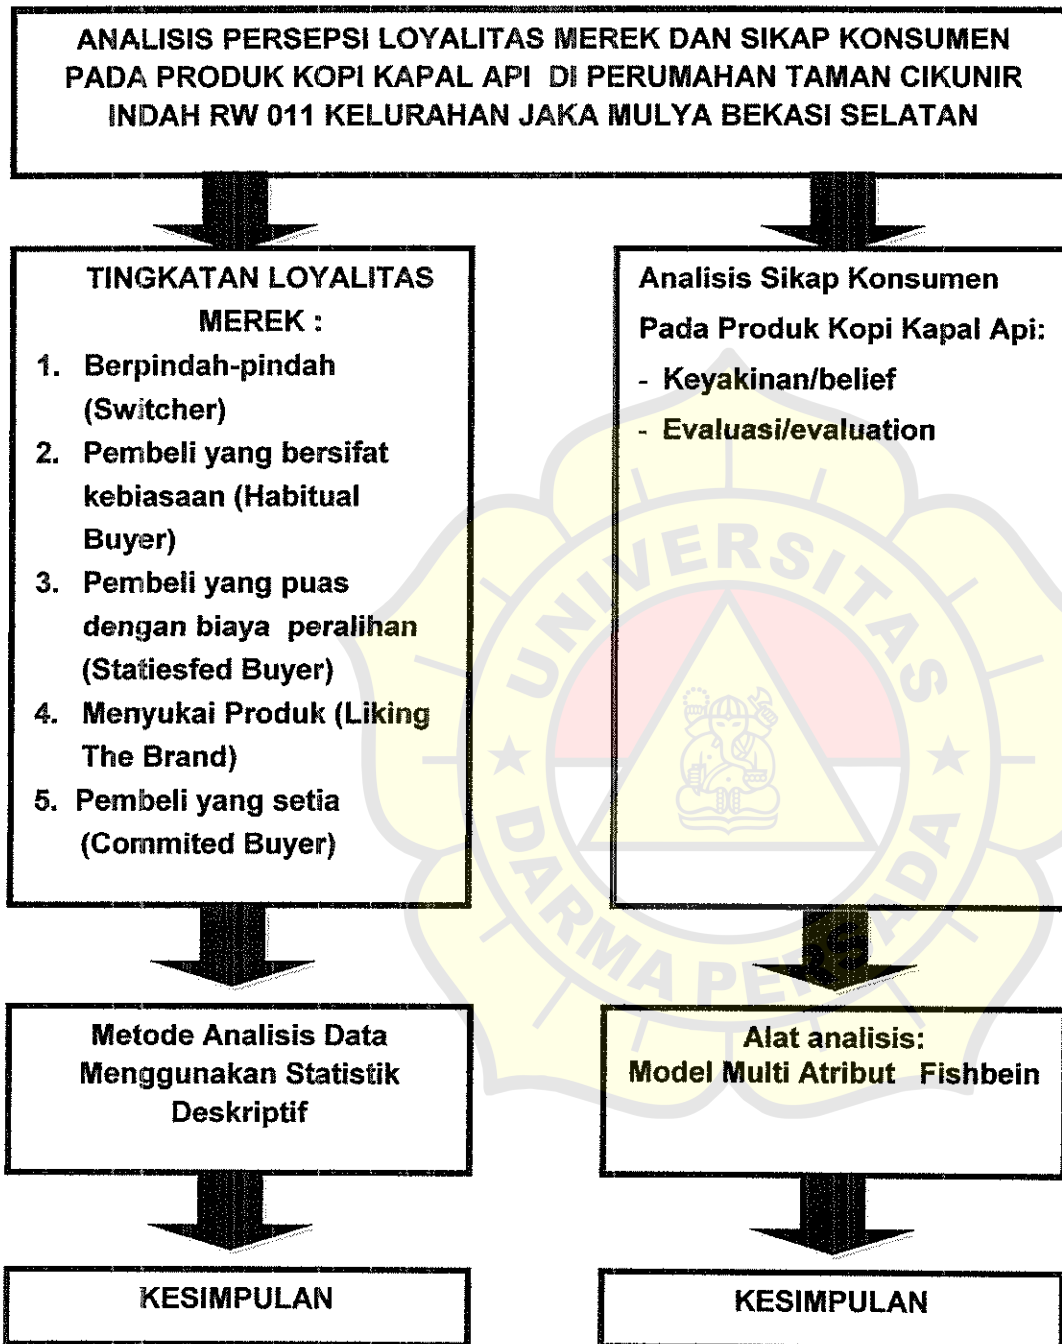 ANALISIS PERSEPSI LOYALITAS MEREK DAN SIKAP KONSUMEN
PADA PRODUK KOPI KAPAL API DI PERUMAHAN TAMAN CIKUNIR
INDAH RW 011 KELURAHAN JAKA MULYA BEKASI SELATAN
TINGKATAN LOYALITAS
MEREK :
1. Berpindah-pindah
(Switcher)
2. Pembeli yang bersifat
kebiasaan (Habitual
Buyer)
3. Pembeli yang puas
dengan biaya peralihan
(Statiesfed Buyer)
4. Menyukai Produk (Liking
The Brand)
5. Pembeli yang setia
(Commited Buyer)
Analisis Sikap Konsumen
Pada Produk Kopi Kapal Api:
- Keyakinan/belief
- Evaluasi/evaluation
UNIVERSITAS
DARMA PERSADA
Metode Analisis Data
Menggunakan Statistik
Deskriptif
Alat analisis:
Model Multi Atribut Fishbein
KESIMPULAN
KESIMPULAN